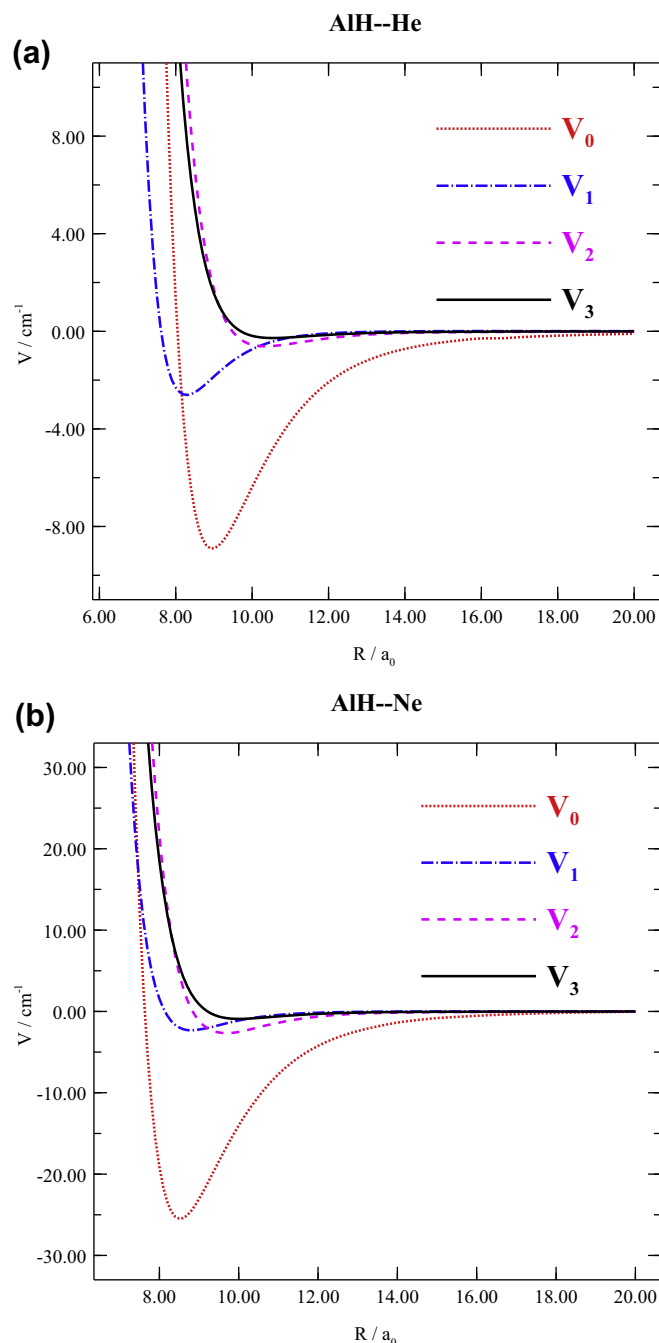 AlH--He
(a)
8.00
4.00
0.00
-4.00
-8.00
V / cm-1
V0
V1
V2
V3
6.00 8.00 10.00 12.00 14.00 16.00 18.00 20.00
R / a0
AlH--Ne
(b)
30.00
20.00
10.00
0.00
-10.00
-20.00
-30.00
V / cm-1
V0
V1
V2
V3
8.00 10.00 12.00 14.00 16.00 18.00 20.00
R / a0